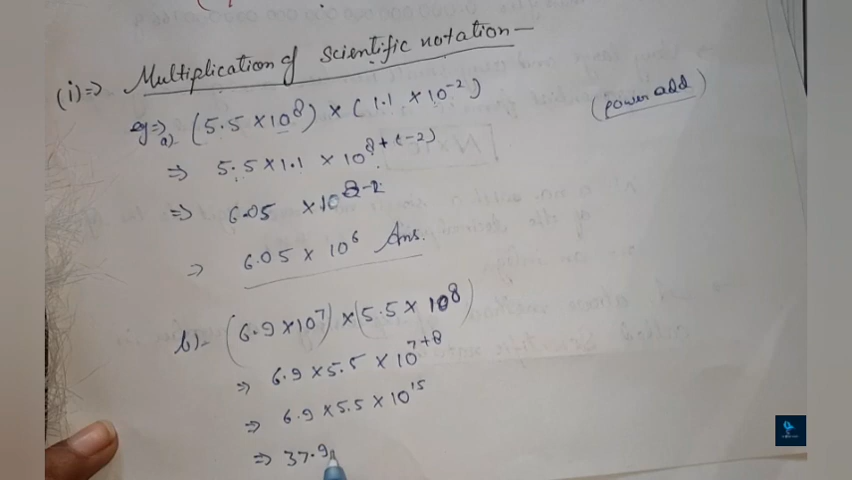 (i)⇒ Multiplication of Scientific notation –
eg⇒ a) (5.5 × 10⁸) × (1.1 × 10⁻²) (power add)
⇒ 5.5 × 1.1 × 10⁸⁺⁽⁻²⁾
⇒ 6.05 × 10⁸⁻²
⇒ 6.05 × 10⁶ Ans.
b)- (6.9 × 10⁷) × (5.5 × 10⁸)
⇒ 6.9 × 5.5 × 10⁷⁺⁸
⇒ 6.9 × 5.5 × 10¹⁵
⇒ 37.9